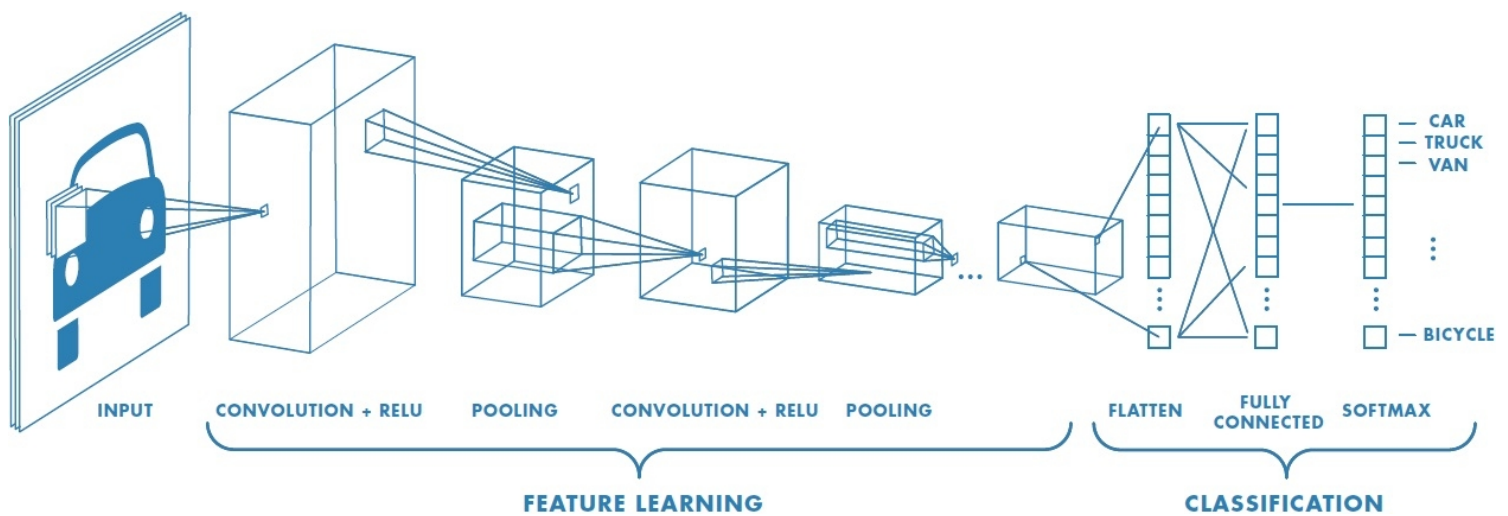 CAR
TRUCK
VAN
BICYCLE
INPUT
CONVOLUTION + RELU
POOLING
CONVOLUTION + RELU
POOLING
FLATTEN
FULLY
CONNECTED
SOFTMAX
FEATURE LEARNING
CLASSIFICATION